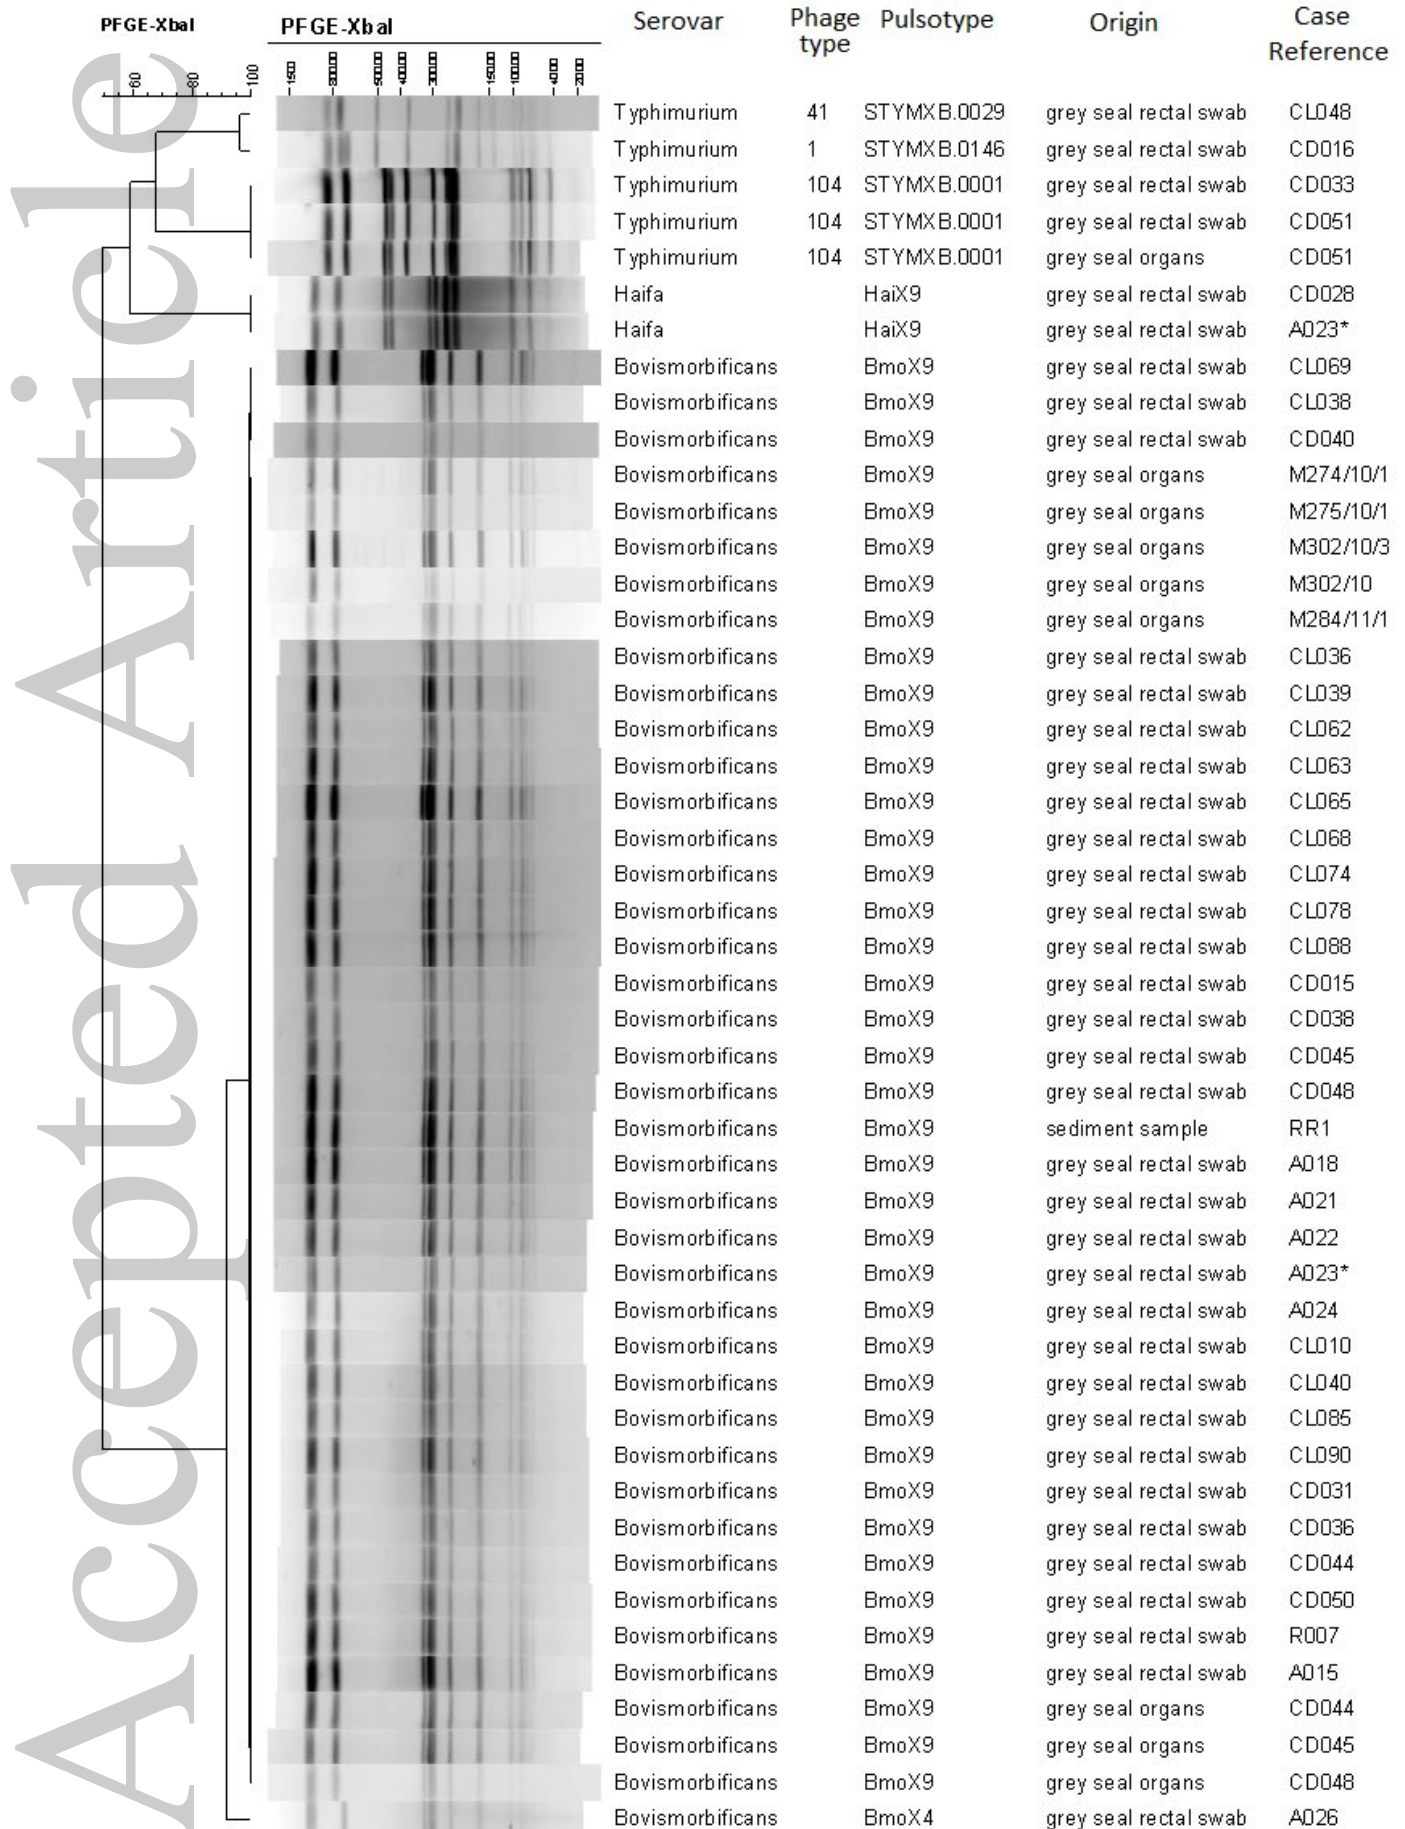 Accepted Article
PFGE-XbaI PFGE-XbaI Serovar Phage type Pulsotype Origin Case Reference
60 80 100
Typhimurium 41 STYMXB.0029 grey seal rectal swab CL048
Typhimurium 1 STYMXB.0146 grey seal rectal swab CD016
Typhimurium 104 STYMXB.0001 grey seal rectal swab CD033
Typhimurium 104 STYMXB.0001 grey seal rectal swab CD051
Typhimurium 104 STYMXB.0001 grey seal organs CD051
Haifa HaiX9 grey seal rectal swab CD028
Haifa HaiX9 grey seal rectal swab A023*
Bovismorbificans BmoX9 grey seal rectal swab CL069
Bovismorbificans BmoX9 grey seal rectal swab CL038
Bovismorbificans BmoX9 grey seal rectal swab CD040
Bovismorbificans BmoX9 grey seal organs M274/10/1
Bovismorbificans BmoX9 grey seal organs M275/10/1
Bovismorbificans BmoX9 grey seal organs M302/10/3
Bovismorbificans BmoX9 grey seal organs M302/10
Bovismorbificans BmoX9 grey seal organs M284/11/1
Bovismorbificans BmoX9 grey seal rectal swab CL036
Bovismorbificans BmoX9 grey seal rectal swab CL039
Bovismorbificans BmoX9 grey seal rectal swab CL062
Bovismorbificans BmoX9 grey seal rectal swab CL063
Bovismorbificans BmoX9 grey seal rectal swab CL065
Bovismorbificans BmoX9 grey seal rectal swab CL068
Bovismorbificans BmoX9 grey seal rectal swab CL074
Bovismorbificans BmoX9 grey seal rectal swab CL078
Bovismorbificans BmoX9 grey seal rectal swab CL088
Bovismorbificans BmoX9 grey seal rectal swab CD015
Bovismorbificans BmoX9 grey seal rectal swab CD038
Bovismorbificans BmoX9 grey seal rectal swab CD045
Bovismorbificans BmoX9 grey seal rectal swab CD048
Bovismorbificans BmoX9 sediment sample RR1
Bovismorbificans BmoX9 grey seal rectal swab A018
Bovismorbificans BmoX9 grey seal rectal swab A021
Bovismorbificans BmoX9 grey seal rectal swab A022
Bovismorbificans BmoX9 grey seal rectal swab A023*
Bovismorbificans BmoX9 grey seal rectal swab A024
Bovismorbificans BmoX9 grey seal rectal swab CL010
Bovismorbificans BmoX9 grey seal rectal swab CL040
Bovismorbificans BmoX9 grey seal rectal swab CL085
Bovismorbificans BmoX9 grey seal rectal swab CL090
Bovismorbificans BmoX9 grey seal rectal swab CD031
Bovismorbificans BmoX9 grey seal rectal swab CD036
Bovismorbificans BmoX9 grey seal rectal swab CD044
Bovismorbificans BmoX9 grey seal rectal swab CD050
Bovismorbificans BmoX9 grey seal rectal swab R007
Bovismorbificans BmoX9 grey seal rectal swab A015
Bovismorbificans BmoX9 grey seal organs CD044
Bovismorbificans BmoX9 grey seal organs CD045
Bovismorbificans BmoX9 grey seal organs CD048
Bovismorbificans BmoX4 grey seal rectal swab A026